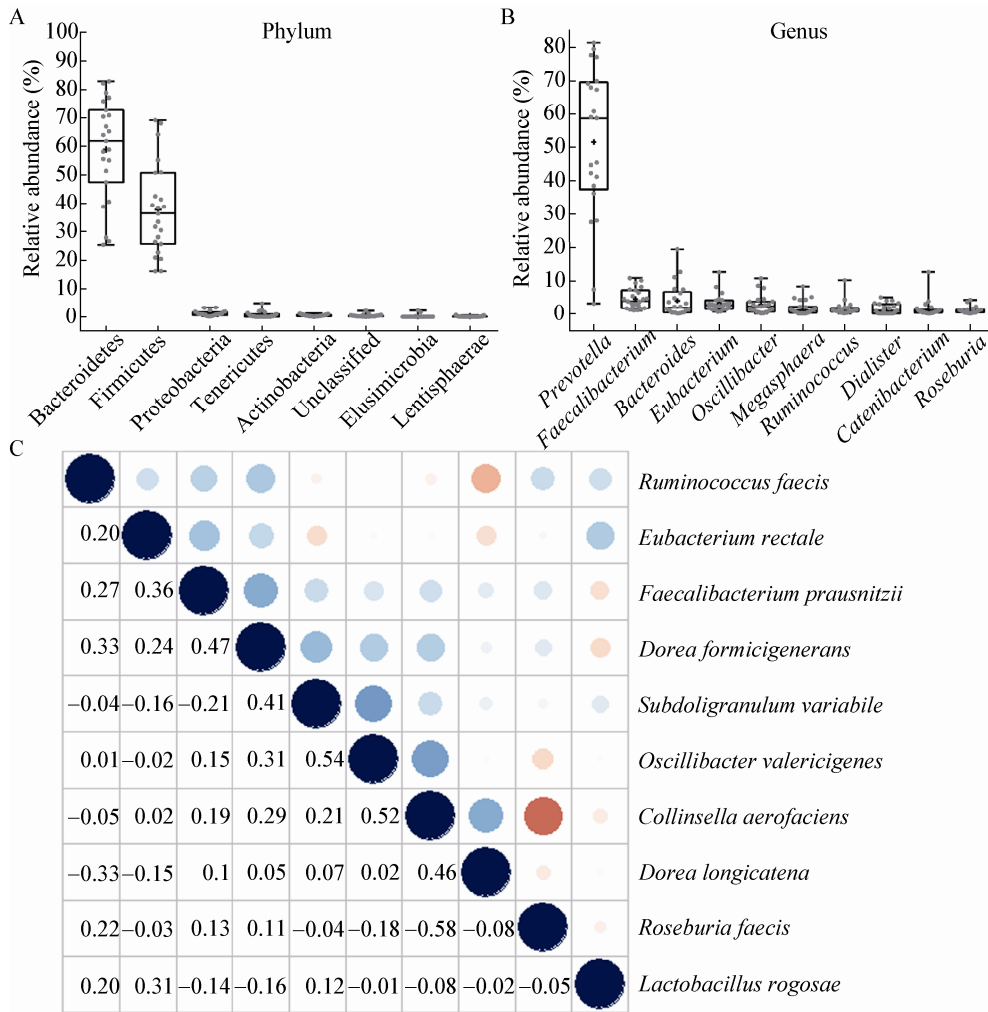 A
Phylum
Relative abundance (%)
100
90
80
70
60
50
40
30
20
10
0
Bacteroidetes
Firmicutes
Proteobacteria
Tenericutes
Actinobacteria
Unclassified
Elusimicrobia
Lentisphaerae
B
Genus
Relative abundance (%)
80
70
60
50
40
30
20
10
0
Prevotella
Faecalibacterium
Bacteroides
Eubacterium
Oscillibacter
Megasphaera
Ruminococcus
Dialister
Catenibacterium
Roseburia
C
Ruminococcus faecis
0.20 Eubacterium rectale
0.27 0.36 Faecalibacterium prausnitzii
0.33 0.24 0.47 Dorea formicigenerans
−0.04 −0.16 −0.21 0.41 Subdoligranulum variabile
0.01 −0.02 0.15 0.31 0.54 Oscillibacter valericigenes
−0.05 0.02 0.19 0.29 0.21 0.52 Collinsella aerofaciens
−0.33 −0.15 0.1 0.05 0.07 0.02 0.46 Dorea longicatena
0.22 −0.03 0.13 0.11 −0.04 −0.18 −0.58 −0.08 Roseburia faecis
0.20 0.31 −0.14 −0.16 0.12 −0.01 −0.08 −0.02 −0.05 Lactobacillus rogosae